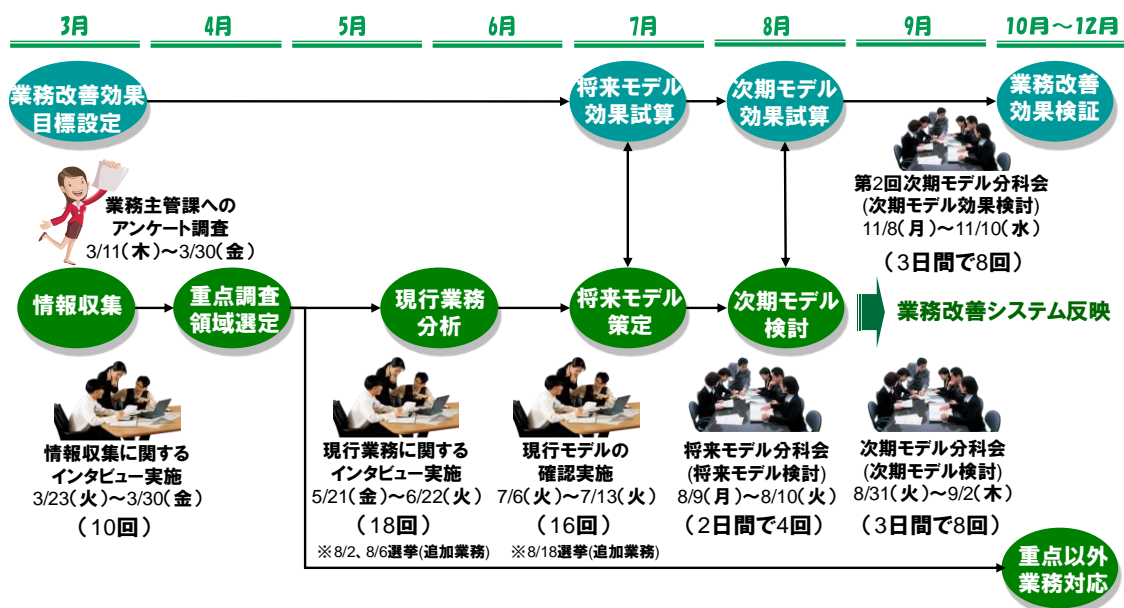 3月
4月
5月
6月
7月
8月
9月
10月～12月
業務改善効果
目標設定
将来モデル
効果試算
次期モデル
効果試算
業務改善
効果検証
業務主管課への
アンケート調査
3/11(木)～3/30(金)
第2回次期モデル分科会
(次期モデル効果検討)
11/8(月)～11/10(水)
（3日間で8回）
情報収集
重点調査
領域選定
現行業務
分析
将来モデル
策定
次期モデル
検討
業務改善システム反映
情報収集に関する
インタビュー実施
3/23(火)～3/30(金)
（10回）
現行業務に関する
インタビュー実施
5/21(金)～6/22(火)
（18回）
※8/2、8/6選挙(追加業務)
現行モデルの
確認実施
7/6(火)～7/13(火)
（16回）
※8/18選挙(追加業務)
将来モデル分科会
(将来モデル検討)
8/9(月)～8/10(火)
（2日間で4回）
次期モデル分科会
(次期モデル検討)
8/31(火)～9/2(木)
（3日間で8回）
重点以外
業務対応